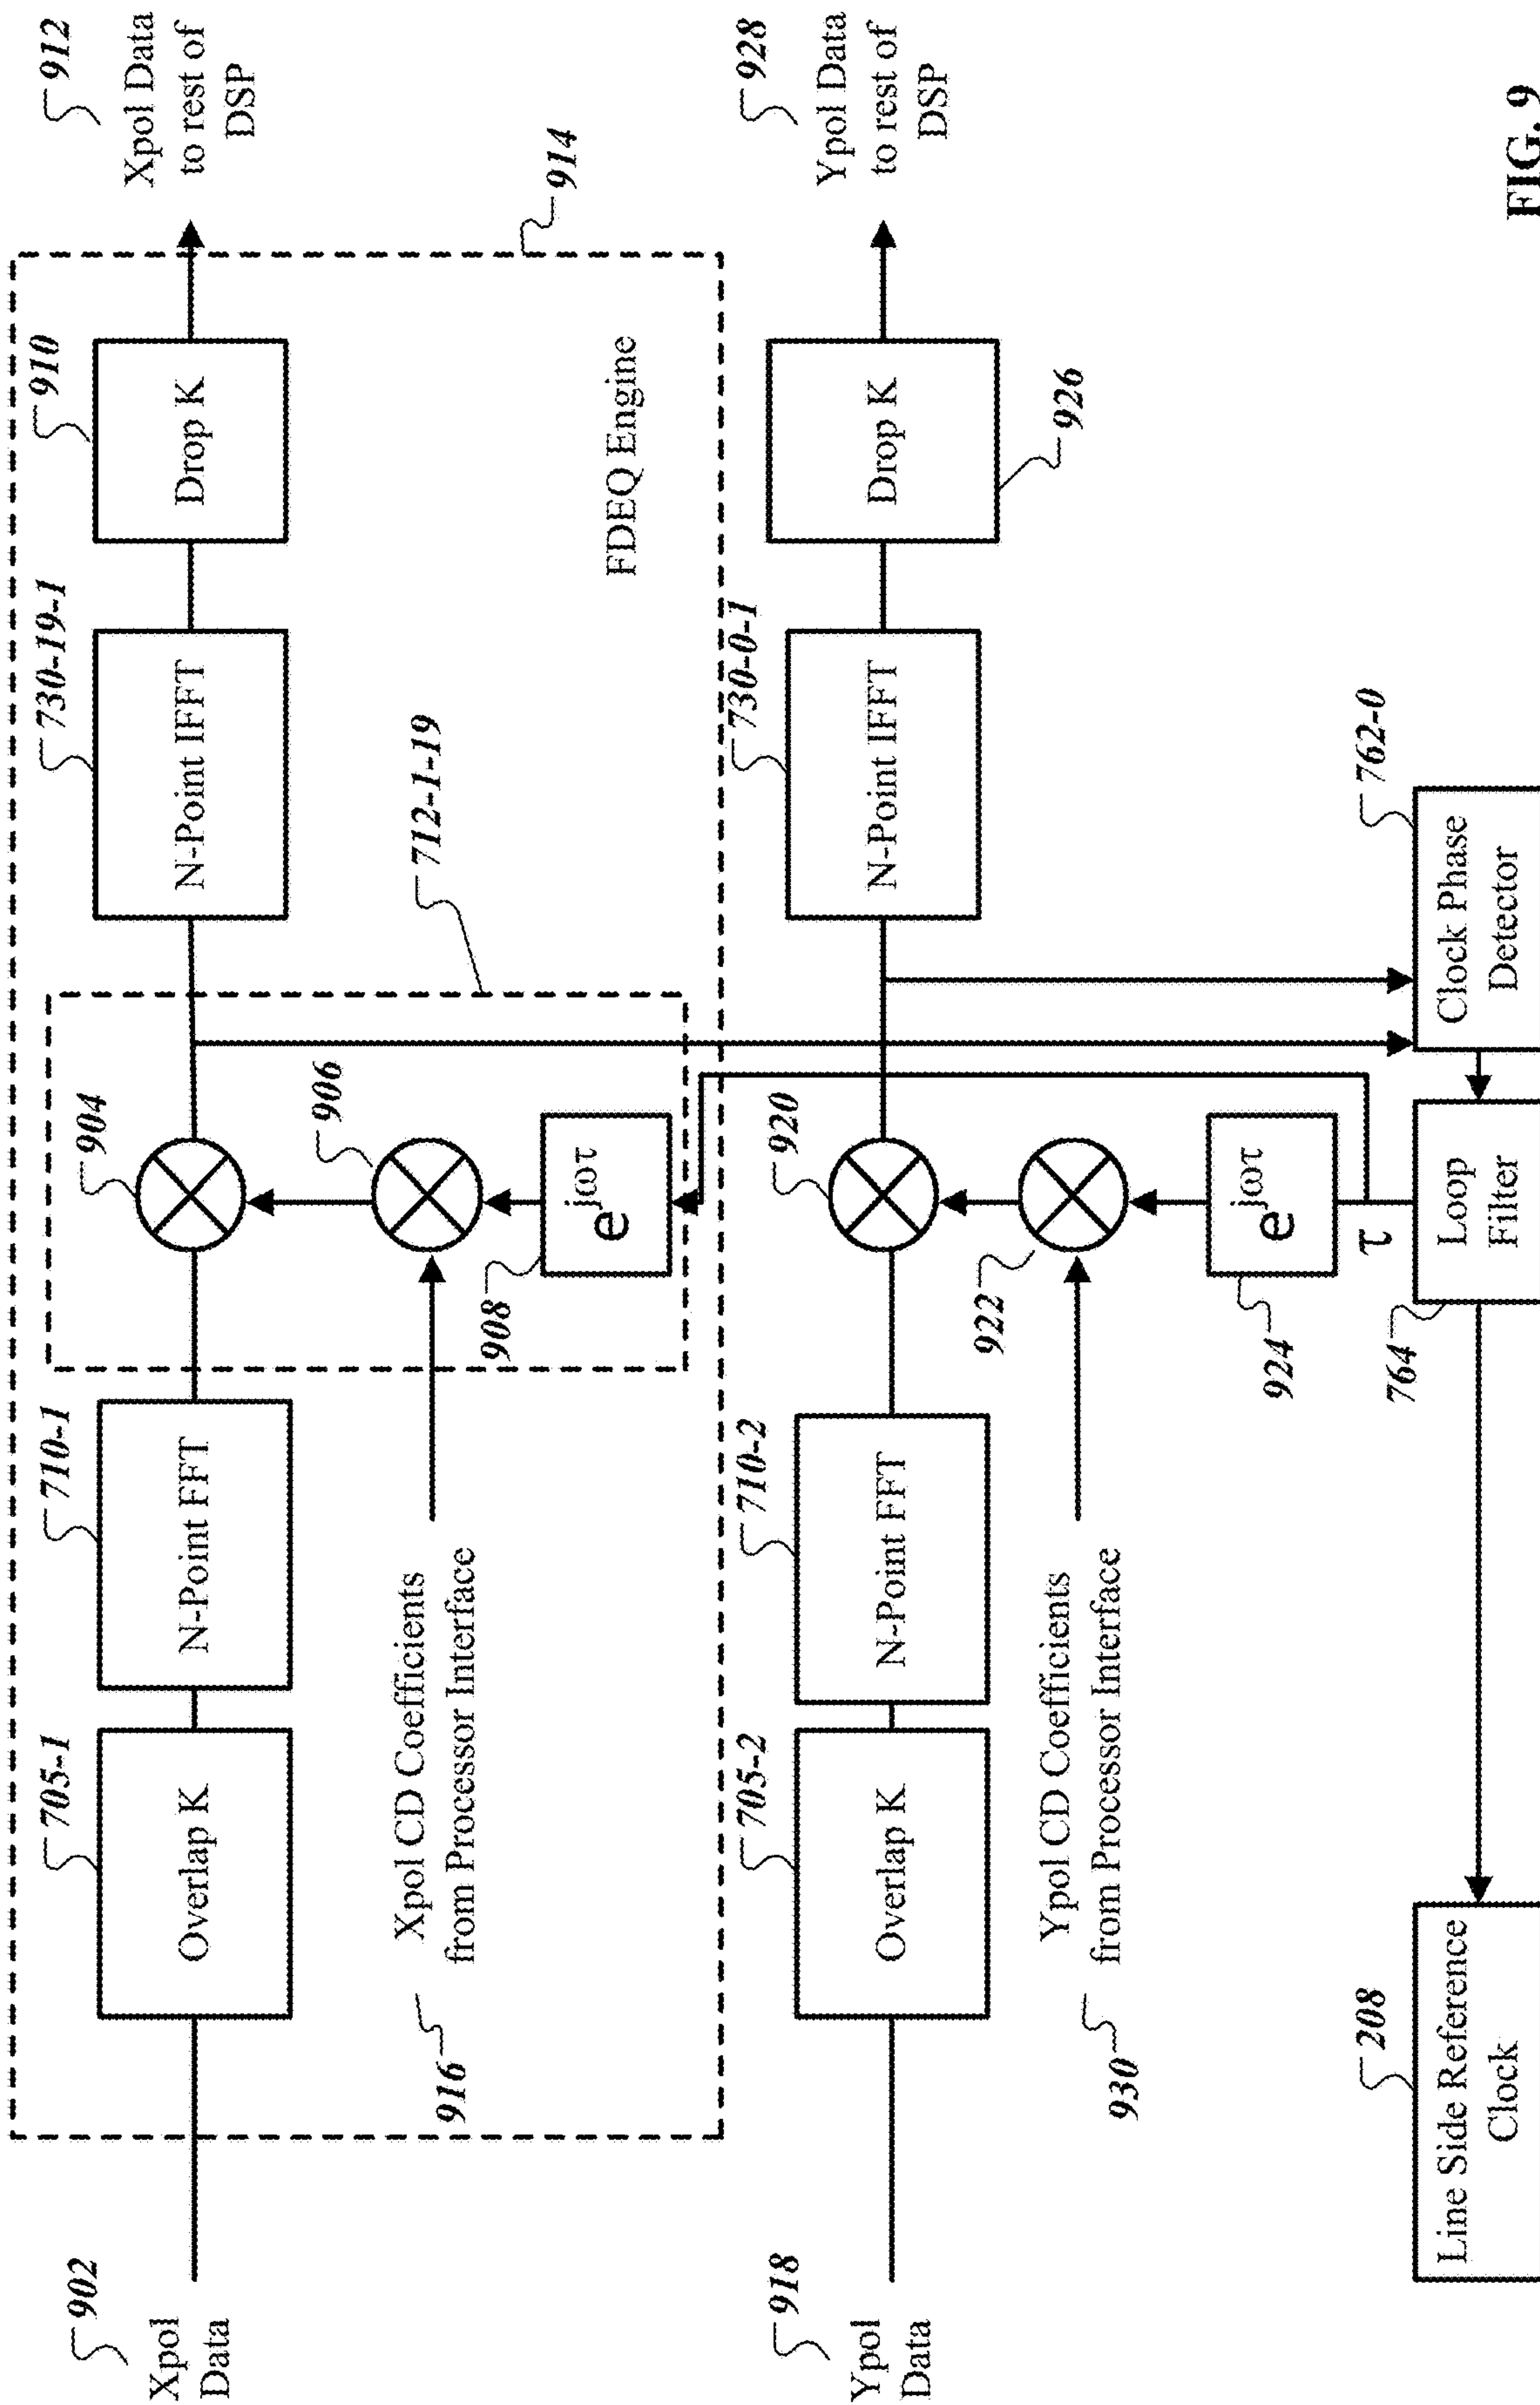 902
Xpol
Data
705-1
Overlap K
710-1
N-Point FFT
904
730-19-1
N-Point IFFT
910
Drop K
912
Xpol Data
to rest of
DSP
916
Xpol CD Coefficients
from Processor Interface
906
908
e^jωτ
712-1-19
FDEQ Engine
914
918
Ypol
Data
705-2
Overlap K
710-2
N-Point FFT
920
730-0-1
N-Point IFFT
Drop K
926
928
Ypol Data
to rest of
DSP
930
Ypol CD Coefficients
from Processor Interface
922
924
e^jωτ
τ
208
Line Side Reference
Clock
764
Loop
Filter
762-0
Clock Phase
Detector
FIG. 9